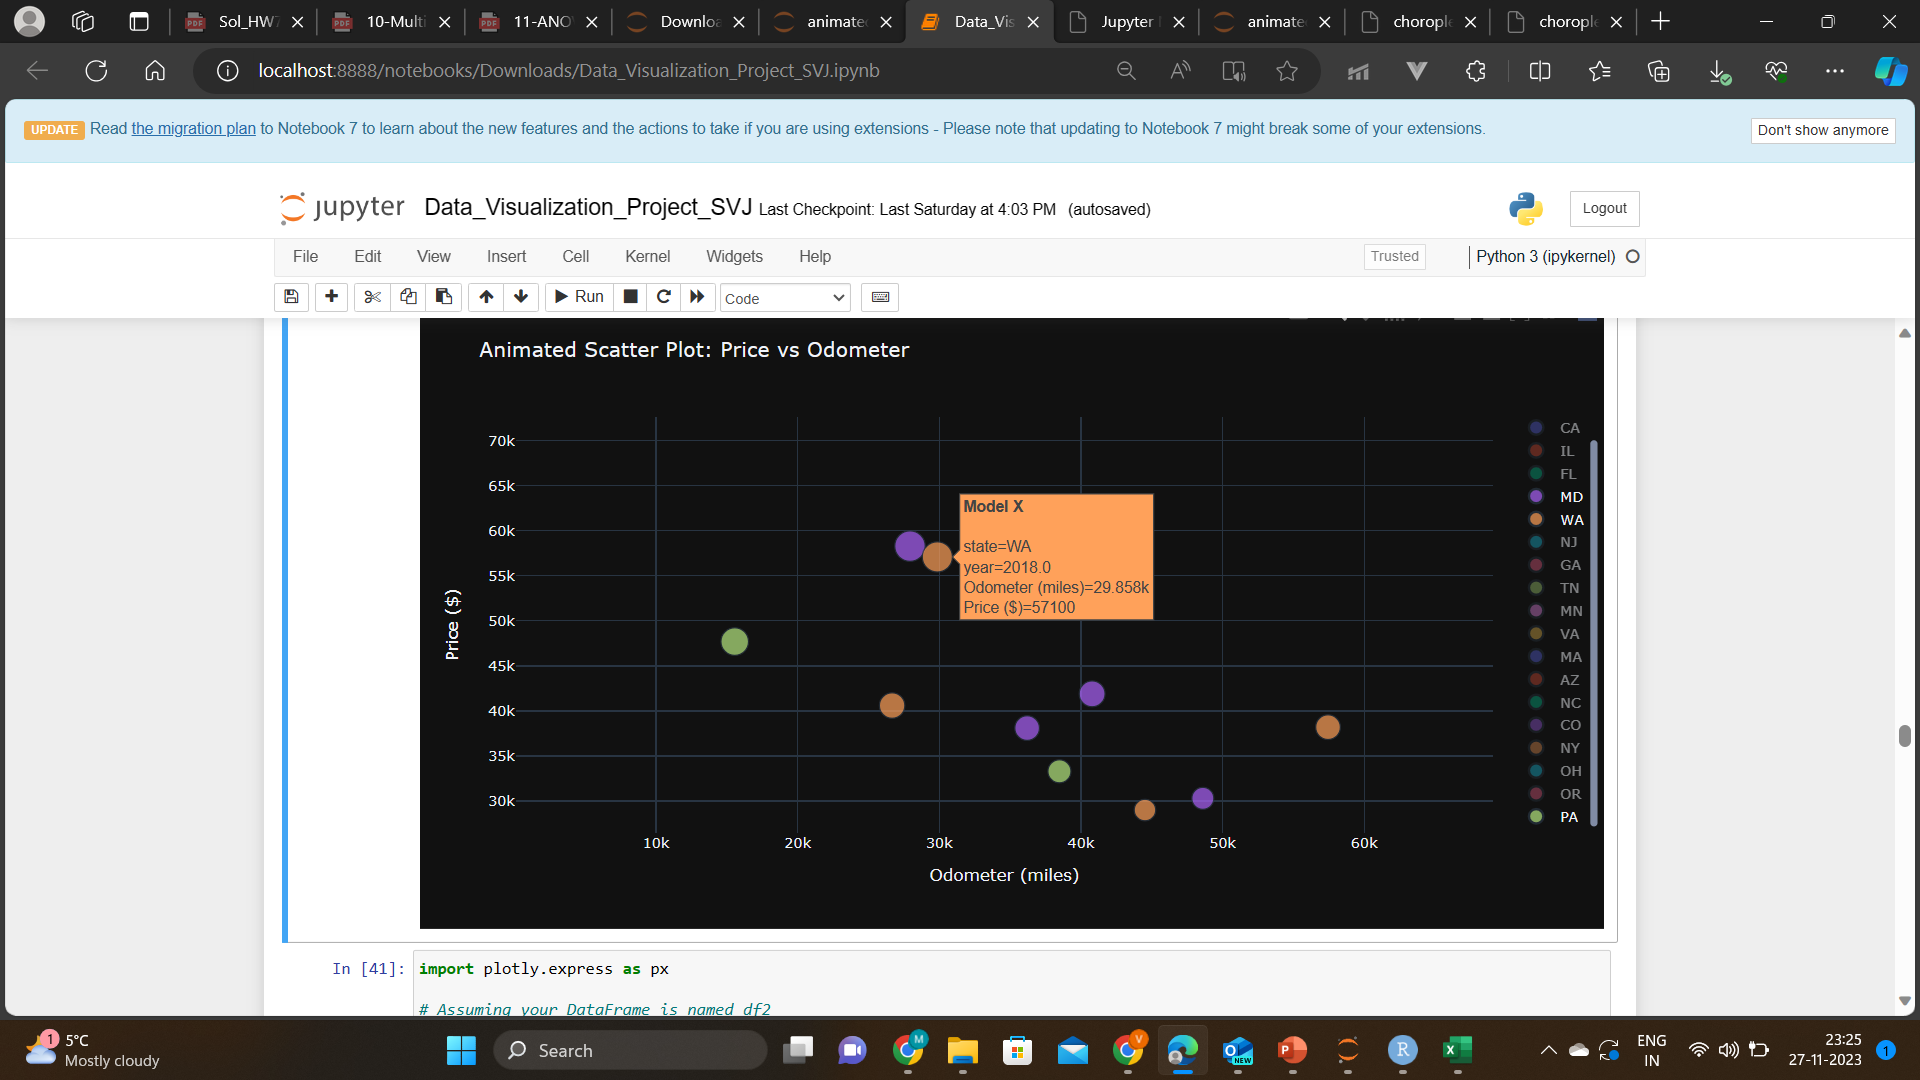 Sol_HW7
10-Multi
11-ANO
Downloa
animate
Data_Vis
Jupyter
animate
chorople
chorople
localhost:8888/notebooks/Downloads/Data_Visualization_Project_SVJ.ipynb
UPDATE Read the migration plan to Notebook 7 to learn about the new features and the actions to take if you are using extensions - Please note that updating to Notebook 7 might break some of your extensions.
Don't show anymore
jupyter Data_Visualization_Project_SVJ Last Checkpoint: Last Saturday at 4:03 PM (autosaved)
Logout
File Edit View Insert Cell Kernel Widgets Help
Trusted
Python 3 (ipykernel)
Run
Code
Animated Scatter Plot: Price vs Odometer
70k
65k
60k
55k
50k
45k
40k
35k
30k
Price ($)
Model X
state=WA
year=2018.0
Odometer (miles)=29.858k
Price ($)=57100
10k 20k 30k 40k 50k 60k
Odometer (miles)
CA
IL
FL
MD
WA
NJ
GA
TN
MN
VA
MA
AZ
NC
CO
NY
OH
OR
PA
In [41]: import plotly.express as px
# Assuming your DataFrame is named df2
1
5°C
Mostly cloudy
Search
M
V
NEW
R
ENG
IN
23:25
27-11-2023
1